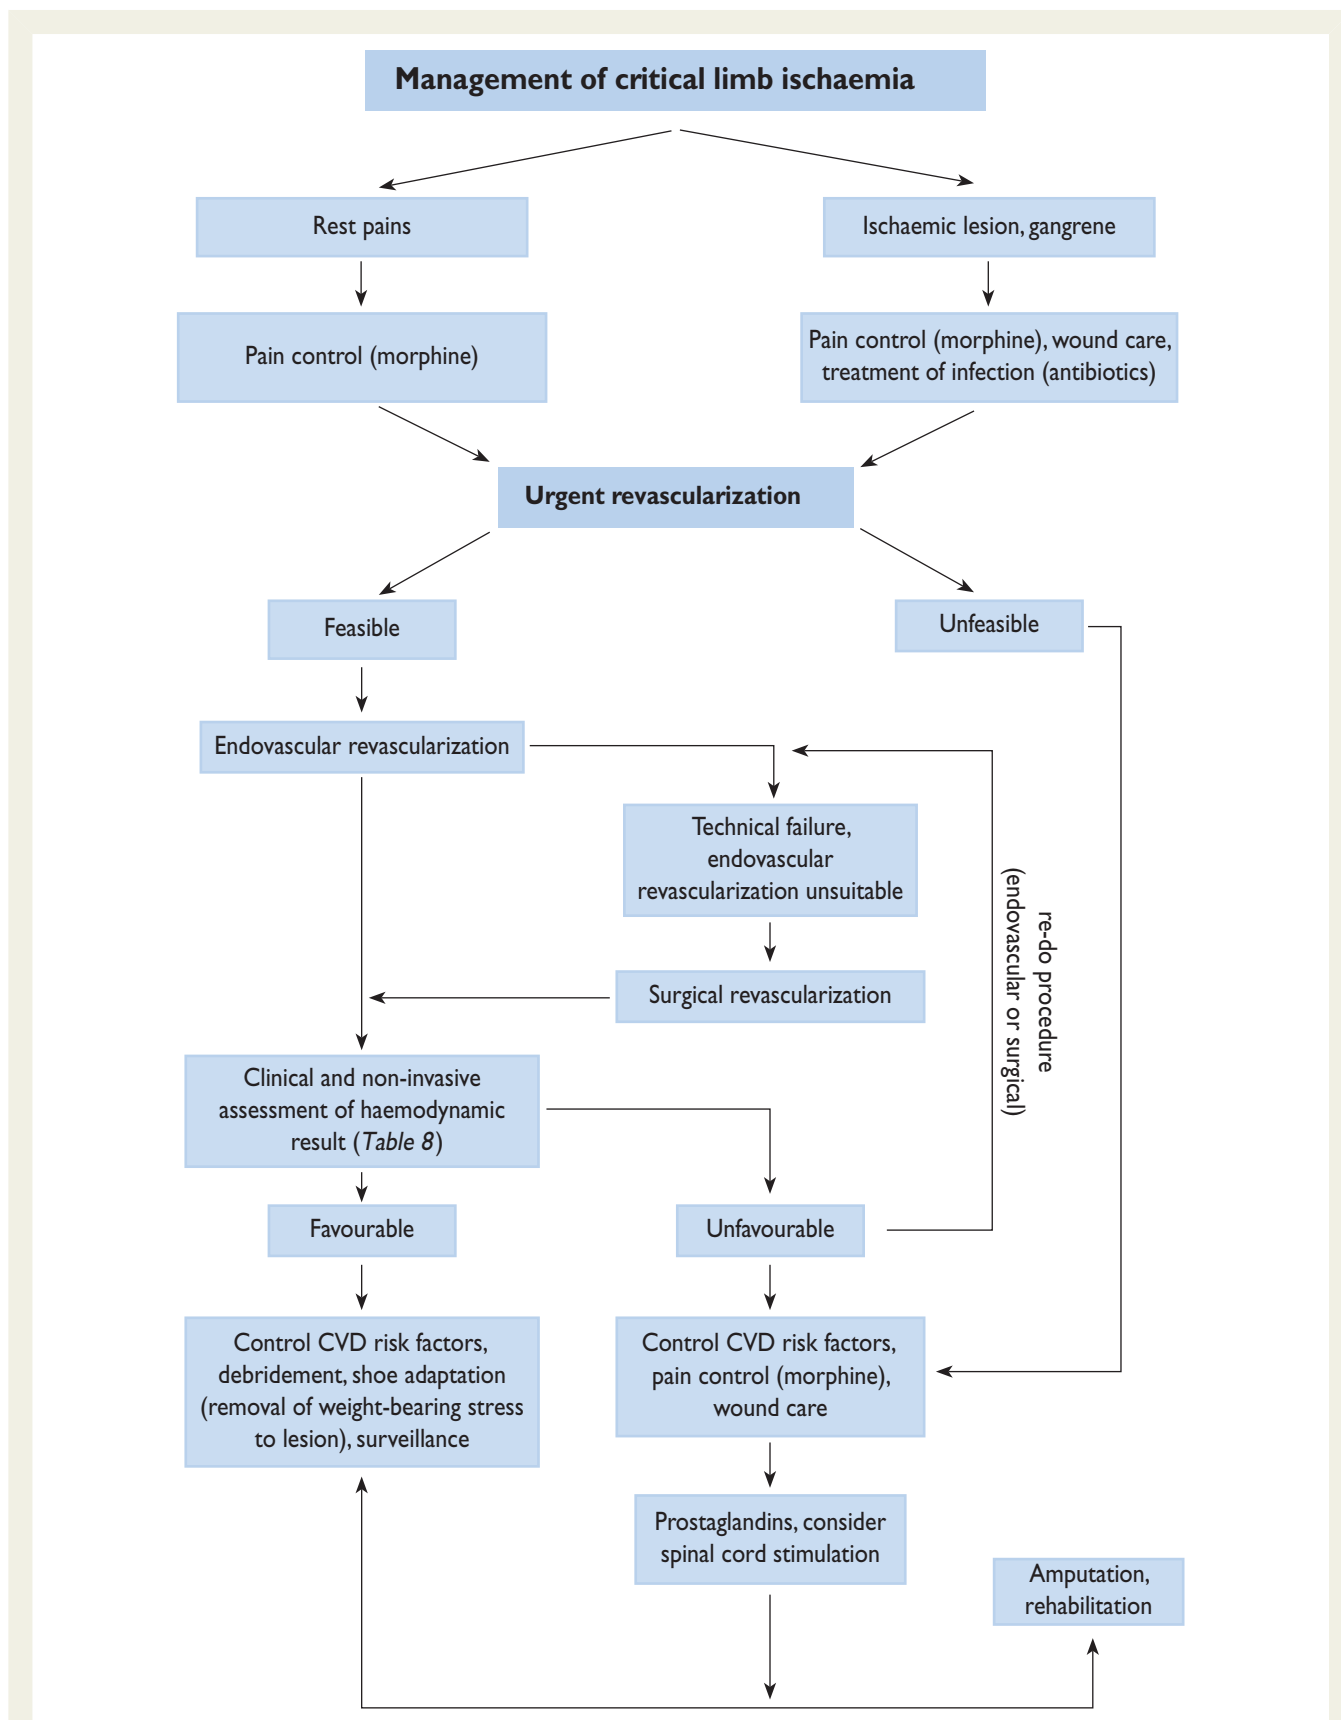 Management of critical limb ischaemia
Rest pains
Ischaemic lesion, gangrene
Pain control (morphine)
Pain control (morphine), wound care,
treatment of infection (antibiotics)
Urgent revascularization
Feasible
Unfeasible
Endovascular revascularization
Technical failure,
endovascular
revascularization unsuitable
re-do procedure
(endovascular or surgical)
Surgical revascularization
Clinical and non-invasive
assessment of haemodynamic
result (Table 8)
Favourable
Unfavourable
Control CVD risk factors,
debridement, shoe adaptation
(removal of weight-bearing stress
to lesion), surveillance
Control CVD risk factors,
pain control (morphine),
wound care
Prostaglandins, consider
spinal cord stimulation
Amputation,
rehabilitation